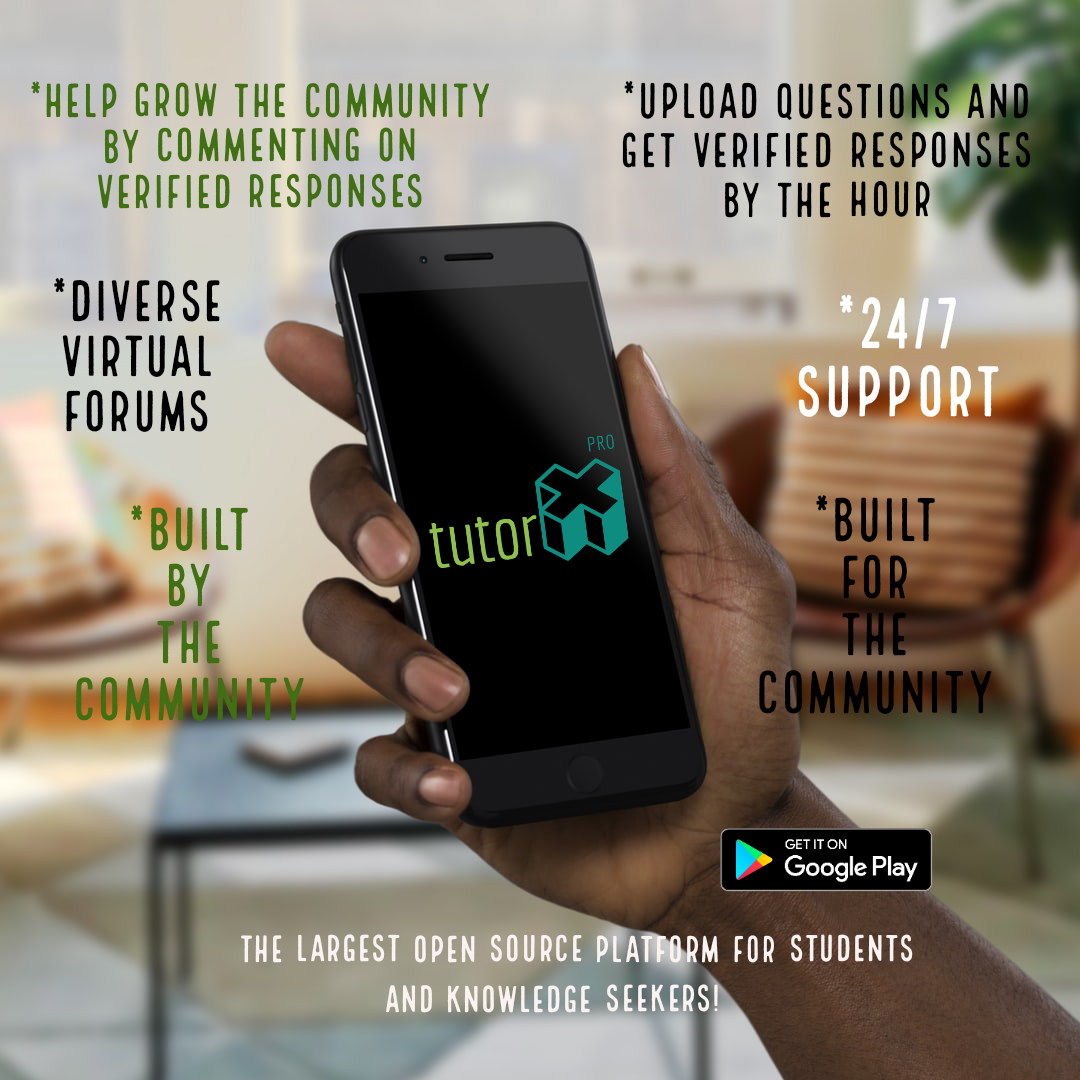 *HELP GROW THE COMMUNITY
BY COMMENTING ON
VERIFIED RESPONSES
*UPLOAD QUESTIONS AND
GET VERIFIED RESPONSES
BY THE HOUR
*DIVERSE
VIRTUAL
FORUMS
*24/7
SUPPORT
PRO
tutorX
*BUILT
BY
THE
COMMUNITY
*BUILT
FOR
THE
COMMUNITY
GET IT ON
Google Play
THE LARGEST OPEN SOURCE PLATFORM FOR STUDENTS
AND KNOWLEDGE SEEKERS!